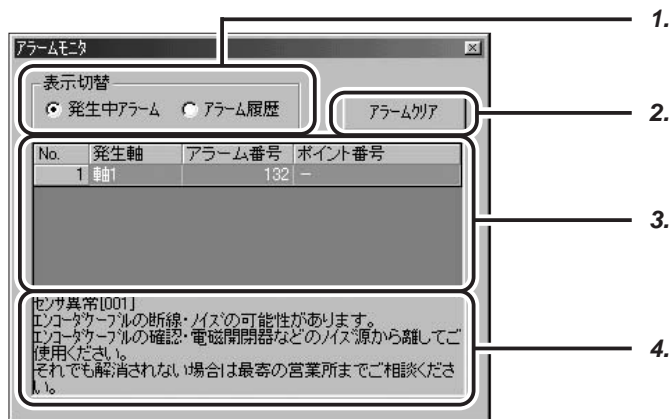 1.
アラームモニタ
表示切替
発生中アラーム アラーム履歴
アラームクリア
2.
No. 発生軸 アラーム番号 ポイント番号
1 軸1 132 －
3.
センサ異常[001]
エンコーダケーブルの断線・ノイズの可能性があります。
エンコーダケーブルの確認・電磁開閉器などのノイズ源から離してご
使用ください。
それでも解消されない場合は最寄の営業所までご相談くださ
い。
4.